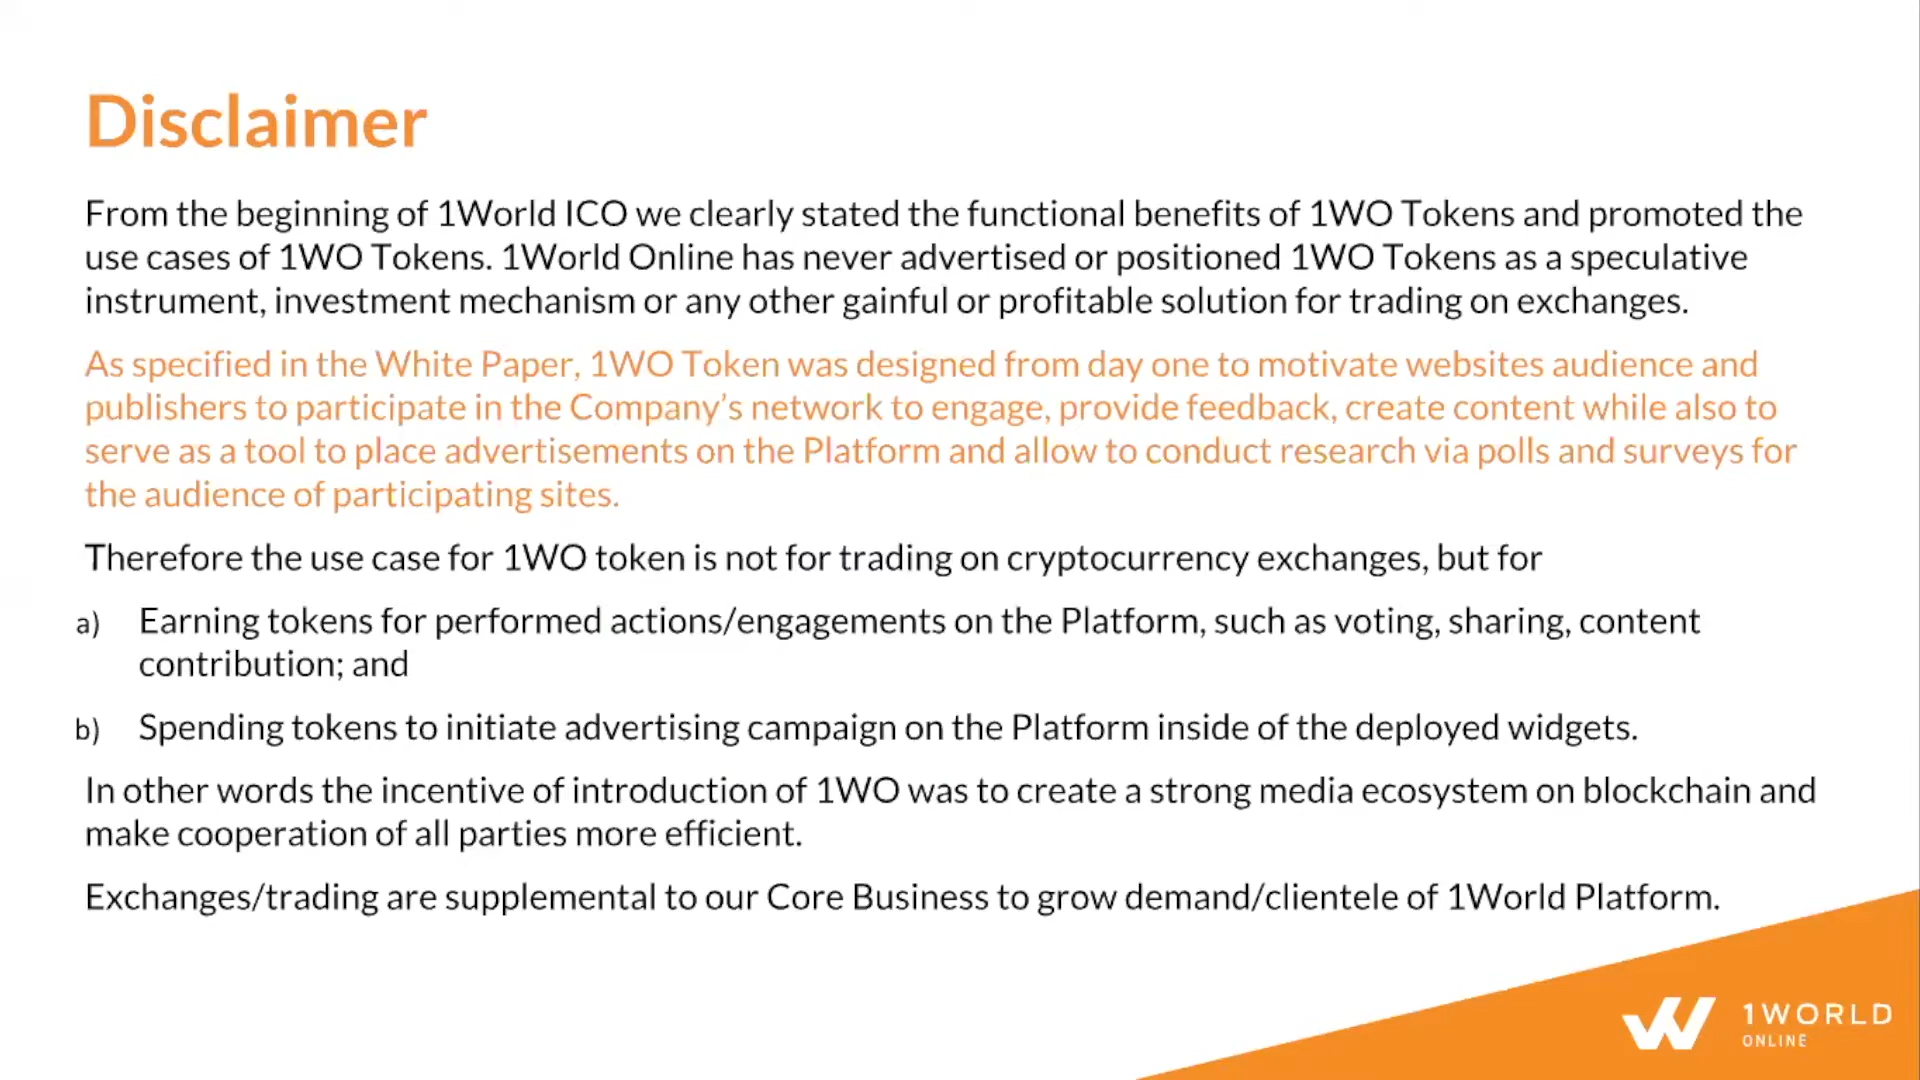 Disclaimer
From the beginning of 1World ICO we clearly stated the functional benefits of 1WO Tokens and promoted the
use cases of 1WO Tokens. 1World Online has never advertised or positioned 1WO Tokens as a speculative
instrument, investment mechanism or any other gainful or profitable solution for trading on exchanges.
As specified in the White Paper, 1WO Token was designed from day one to motivate websites audience and
publishers to participate in the Company’s network to engage, provide feedback, create content while also to
serve as a tool to place advertisements on the Platform and allow to conduct research via polls and surveys for
the audience of participating sites.
Therefore the use case for 1WO token is not for trading on cryptocurrency exchanges, but for
a) Earning tokens for performed actions/engagements on the Platform, such as voting, sharing, content
contribution; and
b) Spending tokens to initiate advertising campaign on the Platform inside of the deployed widgets.
In other words the incentive of introduction of 1WO was to create a strong media ecosystem on blockchain and
make cooperation of all parties more efficient.
Exchanges/trading are supplemental to our Core Business to grow demand/clientele of 1World Platform.
1WORLD
ONLINE